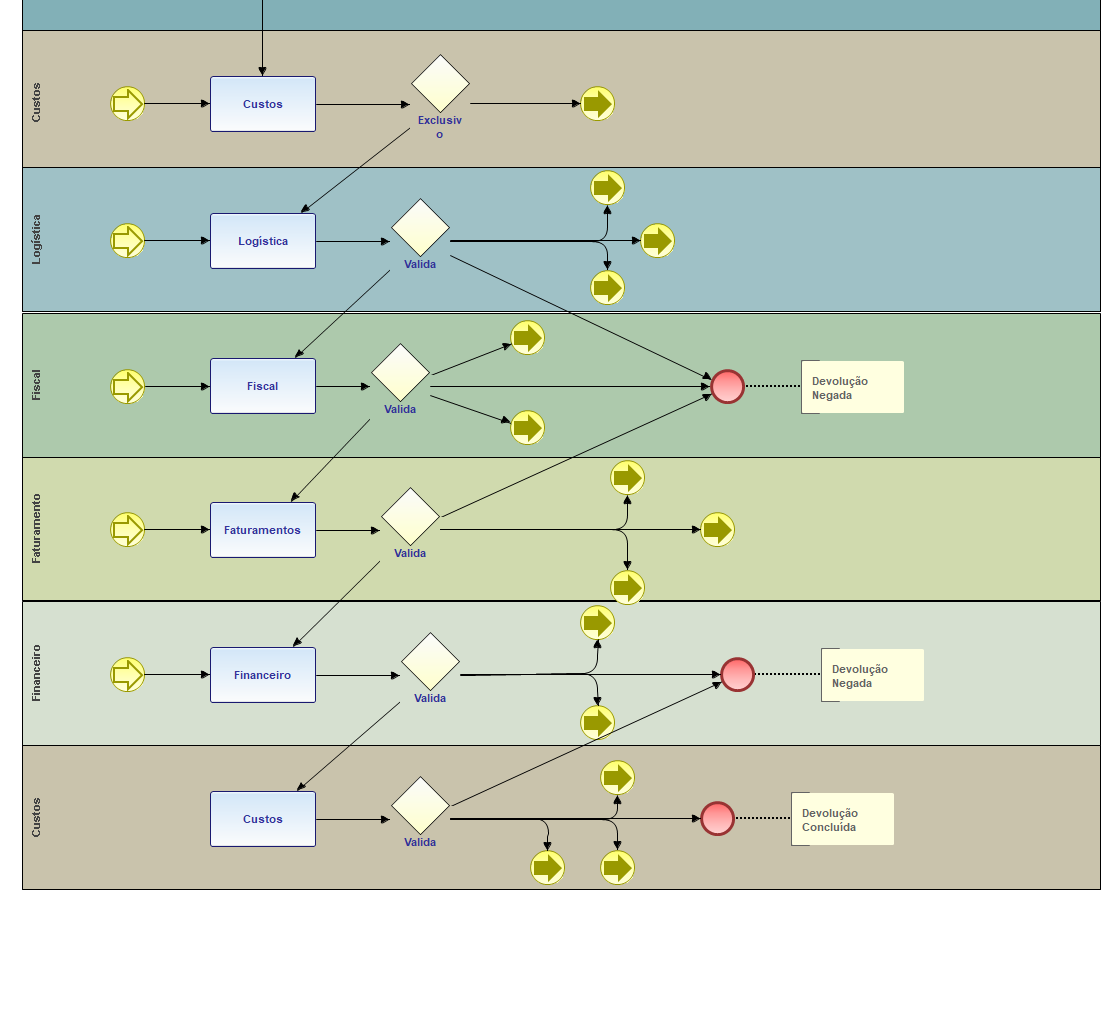 Custos
Custos
Exclusiv
o
Logística
Logística
Valida
Fiscal
Fiscal
Valida
Devolução
Negada
Faturamento
Faturamentos
Valida
Financeiro
Financeiro
Valida
Devolução
Negada
Custos
Custos
Valida
Devolução
Concluída